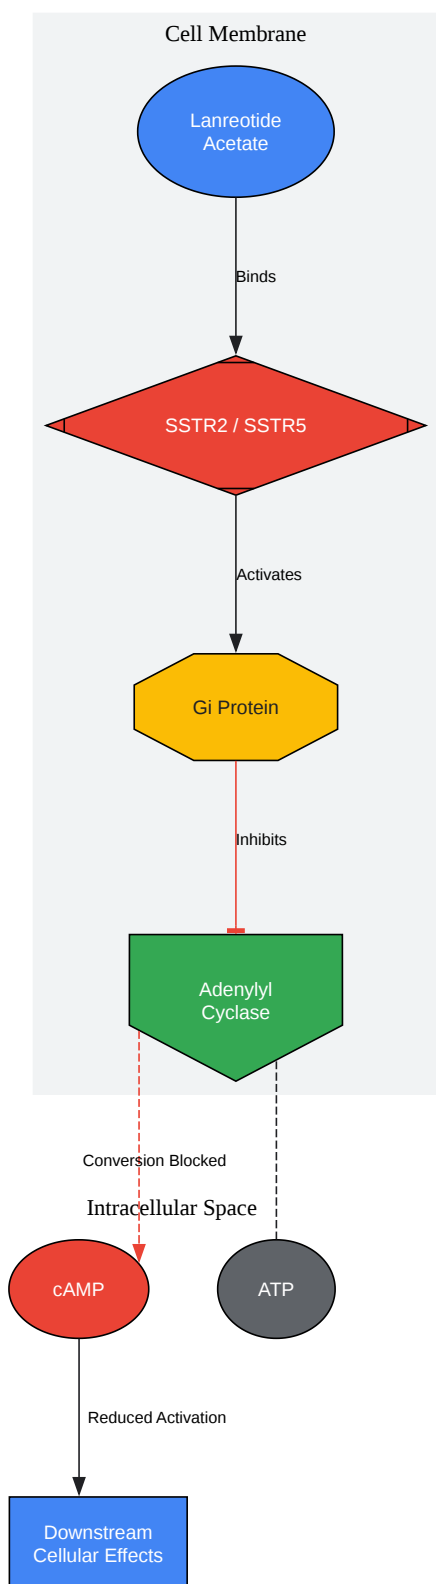 Cell Membrane
Lanreotide
Acetate
Binds
SSTR2 / SSTR5
Activates
Gi Protein
Inhibits
Adenylyl
Cyclase
Conversion Blocked
Intracellular Space
cAMP
ATP
Reduced Activation
Downstream
Cellular Effects